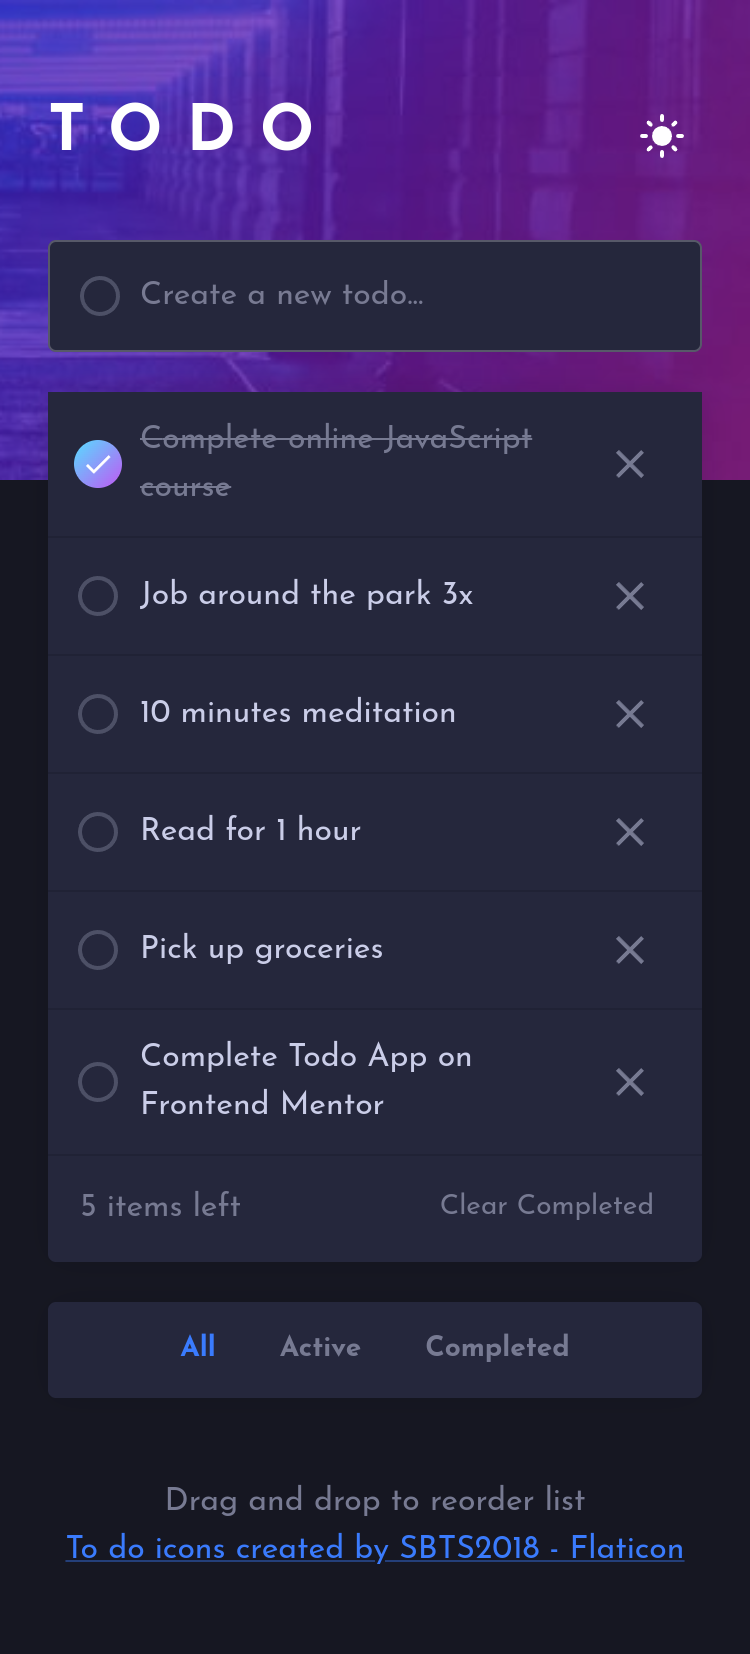 TODO
Create a new todo...
Complete online JavaScript
course
Job around the park 3x
10 minutes meditation
Read for 1 hour
Pick up groceries
Complete Todo App on
Frontend Mentor
5 items left
Clear Completed
All Active Completed
Drag and drop to reorder list
To do icons created by SBTS2018 - Flaticon